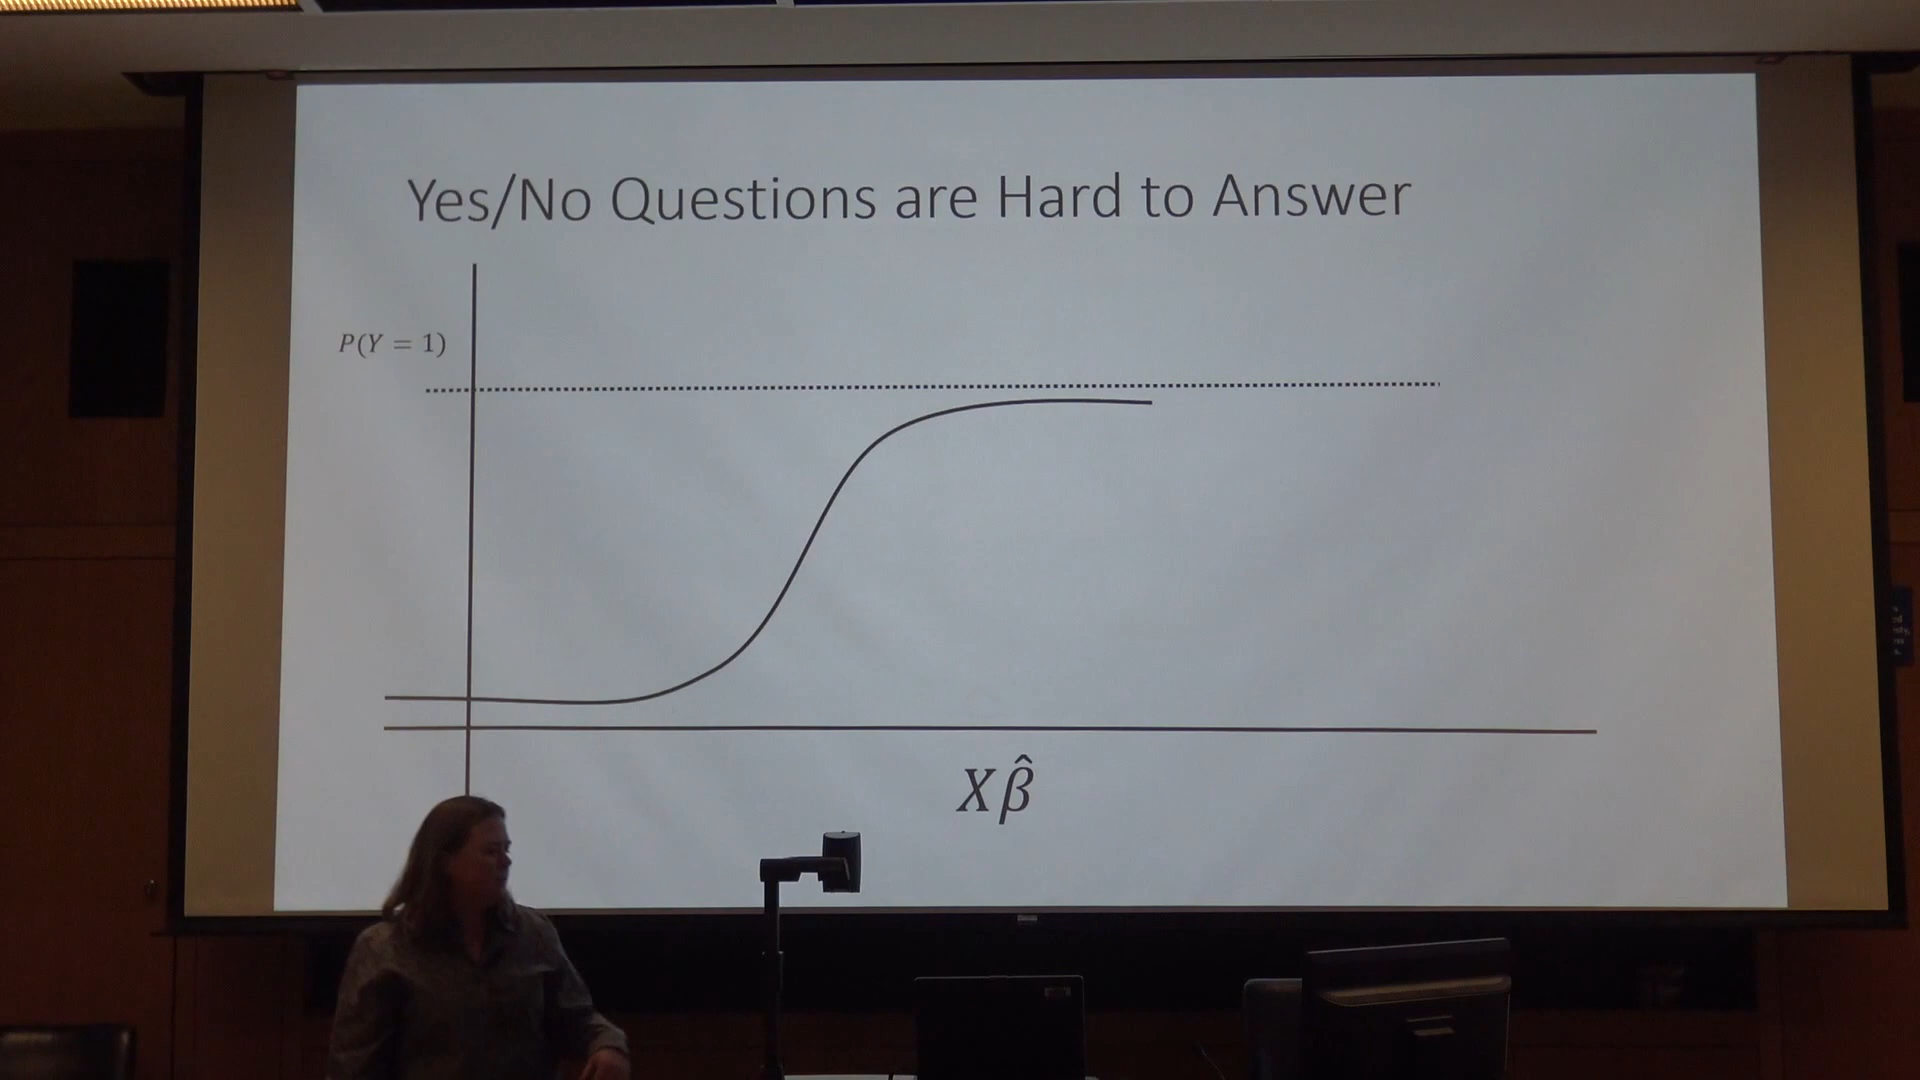 Yes/No Questions are Hard to Answer
P(Y = 1)
Xβ̂